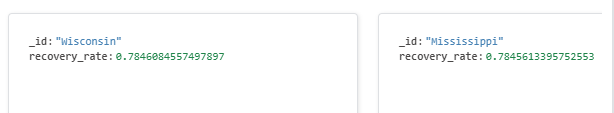 _id: "Wisconsin"
recovery_rate: 0.7846084557497897
_id: "Mississippi"
recovery_rate: 0.7845613395752553